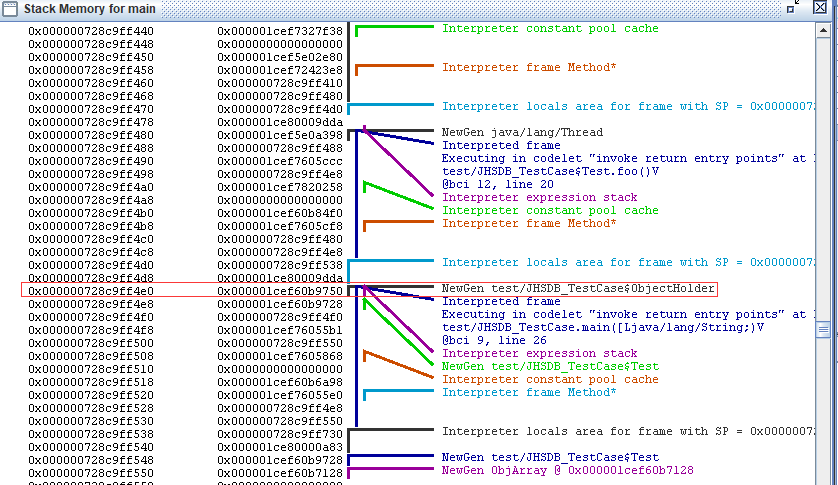 Stack Memory for main
0x000000728c9ff440 0x000001cef7327f38 Interpreter constant pool cache
0x000000728c9ff448 0x0000000000000000
0x000000728c9ff450 0x000001cef5e02e80
0x000000728c9ff458 0x000001cef72423e8 Interpreter frame Method*
0x000000728c9ff460 0x000000728c9ff410
0x000000728c9ff468 0x000000728c9ff480
0x000000728c9ff470 0x000000728c9ff4d0 Interpreter locals area for frame with SP = 0x00000072
0x000000728c9ff478 0x000001ce80009dda
0x000000728c9ff480 0x000001cef5e0a398 NewGen java/lang/Thread
0x000000728c9ff488 0x000000728c9ff488 Interpreted frame
0x000000728c9ff490 0x000001cef7605ccc Executing in codelet "invoke return entry points" at
0x000000728c9ff498 0x000000728c9ff4e8 test/JHSDB_TestCase$Test.foo()V
0x000000728c9ff4a0 0x000001cef7820258 @bci 12, line 20
0x000000728c9ff4a8 0x0000000000000000 Interpreter expression stack
0x000000728c9ff4b0 0x000001cef60b84f0 Interpreter constant pool cache
0x000000728c9ff4b8 0x000001cef7605cf8 Interpreter frame Method*
0x000000728c9ff4c0 0x000000728c9ff480
0x000000728c9ff4c8 0x000000728c9ff4e8
0x000000728c9ff4d0 0x000000728c9ff538 Interpreter locals area for frame with SP = 0x00000072
0x000000728c9ff4d8 0x000001ce80009dda
0x000000728c9ff4e0 0x000001cef60b9750 NewGen test/JHSDB_TestCase$ObjectHolder
0x000000728c9ff4e8 0x000001cef60b9728 Interpreted frame
0x000000728c9ff4f0 0x000000728c9ff4f0 Executing in codelet "invoke return entry points" at
0x000000728c9ff4f8 0x000001cef76055b1 test/JHSDB_TestCase.main([Ljava/lang/String;)V
0x000000728c9ff500 0x000000728c9ff550 @bci 9, line 26
0x000000728c9ff508 0x000001cef7605868 Interpreter expression stack
0x000000728c9ff510 0x0000000000000000 NewGen test/JHSDB_TestCase$Test
0x000000728c9ff518 0x000001cef60b6a98 Interpreter constant pool cache
0x000000728c9ff520 0x000001cef76055e0 Interpreter frame Method*
0x000000728c9ff528 0x000000728c9ff4e8
0x000000728c9ff530 0x000000728c9ff550
0x000000728c9ff538 0x000000728c9ff730 Interpreter locals area for frame with SP = 0x00000072
0x000000728c9ff540 0x000001ce80000a83
0x000000728c9ff548 0x000001cef60b9728 NewGen test/JHSDB_TestCase$Test
0x000000728c9ff550 0x000001cef60b7128 NewGen ObjArray @ 0x000001cef60b7128